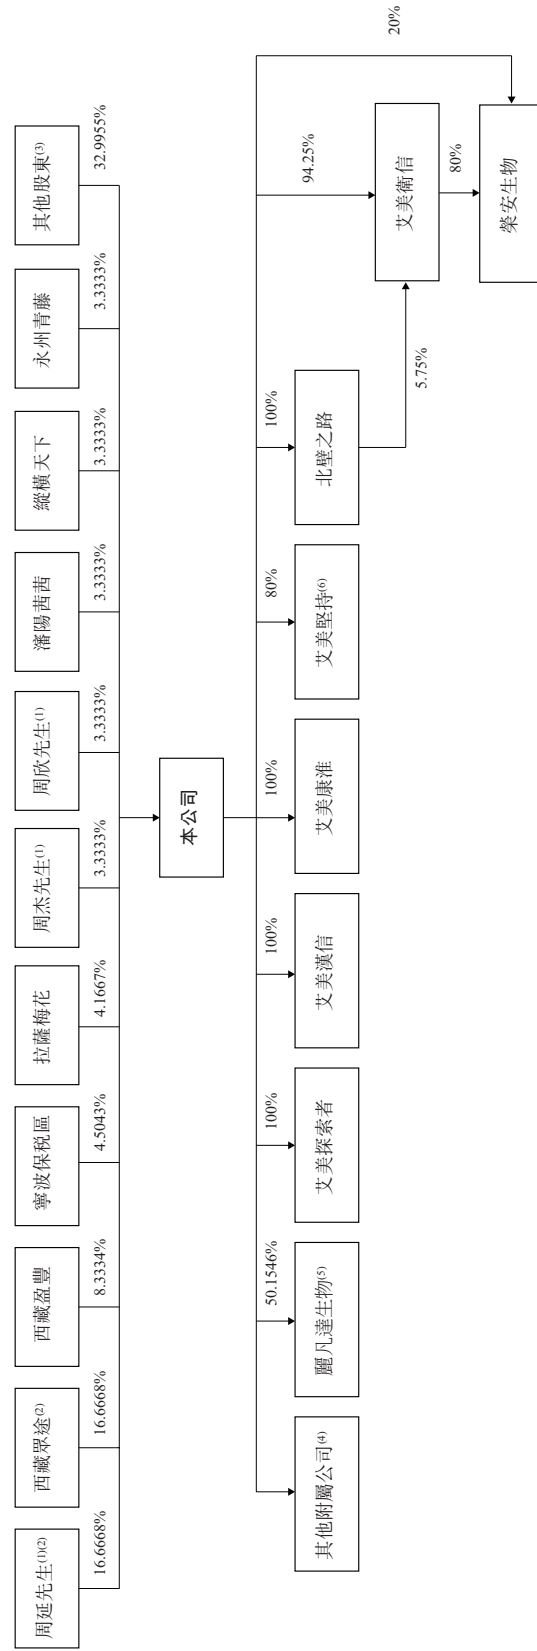 周延先生(1)(2)
西藏眾途(2)
西藏盈豐
寧波保稅區
拉薩梅花
周杰先生(1)
周欣先生(1)
瀋陽茜茜
縱橫天下
永州青藤
其他股東(3)
16.6668%
16.6668%
8.3334%
4.5043%
4.1667%
3.3333%
3.3333%
3.3333%
3.3333%
3.3333%
32.9955%
本公司
50.1546%
100%
100%
100%
80%
100%
94.25%
20%
其他附屬公司(4)
麗凡達生物(5)
艾美探索者
艾美漢信
艾美康淮
艾美堅持(6)
北壁之路
5.75%
艾美衛信
80%
榮安生物